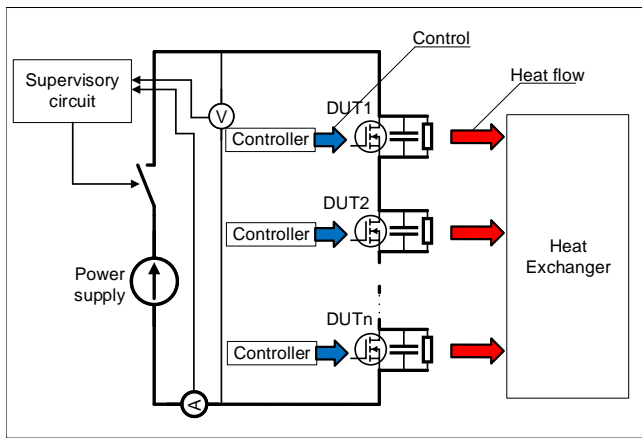 Control
Supervisory
circuit
Heat flow
V
DUT1
Controller
DUT2
Controller
Heat
Exchanger
Power
supply
DUTn
Controller
A